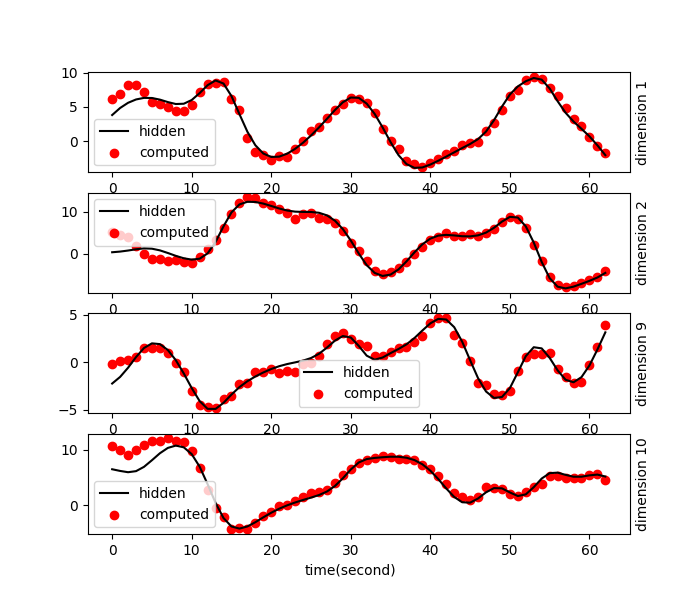 10
5
0
hidden
computed
dimension 1
0 10 20 30 40 50 60
10
0
hidden
computed
dimension 2
0 10 20 30 40 50 60
5
0
−5
hidden
computed
dimension 9
0 10 20 30 40 50 60
10
0
hidden
computed
dimension 10
0 10 20 30 40 50 60
time(second)